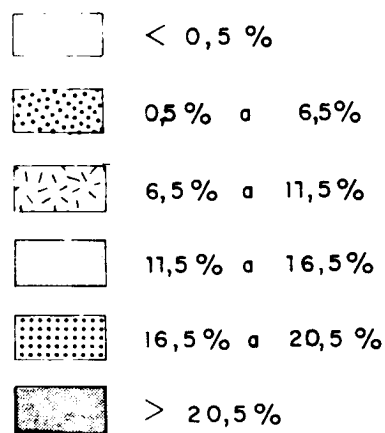 < 0,5 %
0,5 % a 6,5%
6,5 % a 11,5%
11,5 % a 16,5%
16,5 % a 20,5 %
> 20,5 %